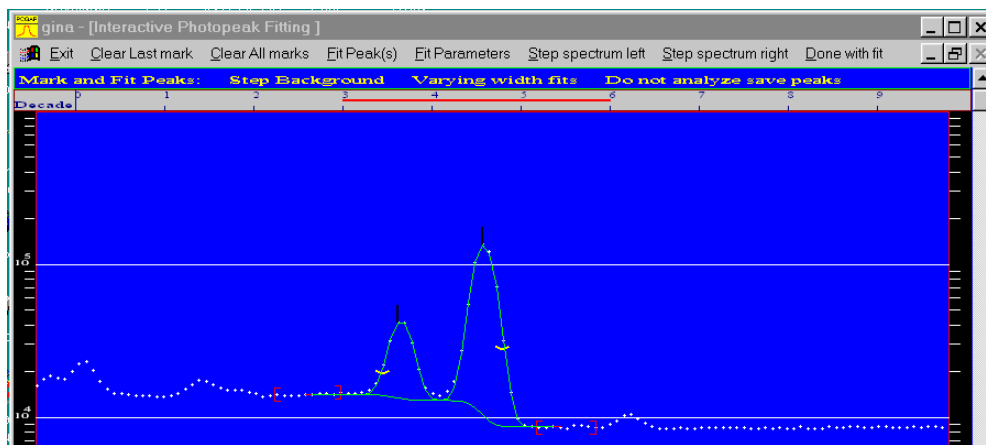 gina - [Interactive Photopeak Fitting ]
Exit Clear Last mark Clear All marks Fit Peak(s) Fit Parameters Step spectrum left Step spectrum right Done with fit
Mark and Fit Peaks: Step Background Varying width fits Do not analyze save peaks
Decade 0 1 2 3 4 5 6 7 8 9
10⁵
10⁴